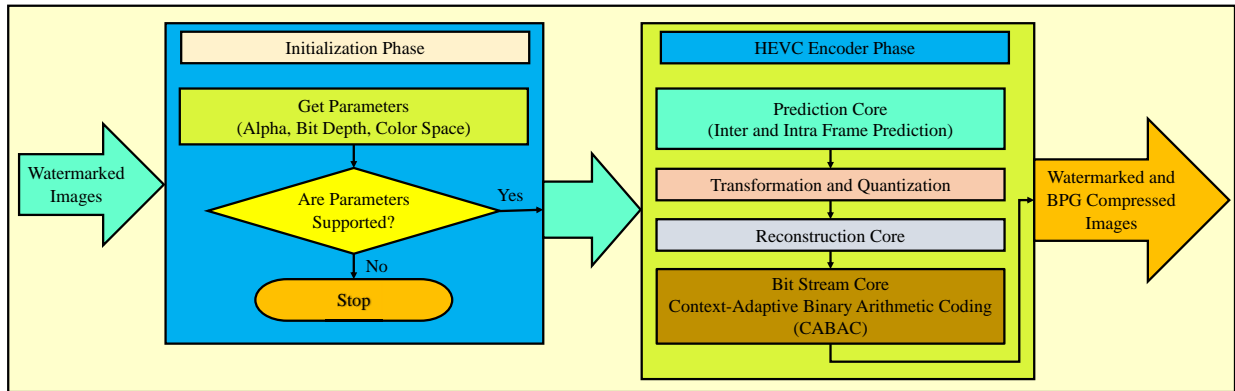 Watermarked
Images
Initialization Phase
Get Parameters
(Alpha, Bit Depth, Color Space)
Are Parameters
Supported?
Yes
No
Stop
HEVC Encoder Phase
Prediction Core
(Inter and Intra Frame Prediction)
Transformation and Quantization
Reconstruction Core
Bit Stream Core
Context-Adaptive Binary Arithmetic Coding
(CABAC)
Watermarked and
BPG Compressed
Images